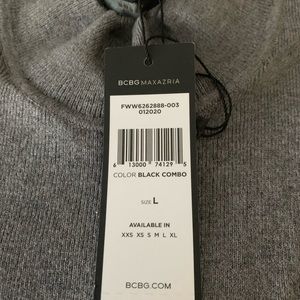 BCBGMAXAZRIA
FWW6262888-003
012020
6 13000 74129 5
COLOR BLACK COMBO
SIZE L
AVAILABLE IN
XXS XS S M L XL
BCBG.COM